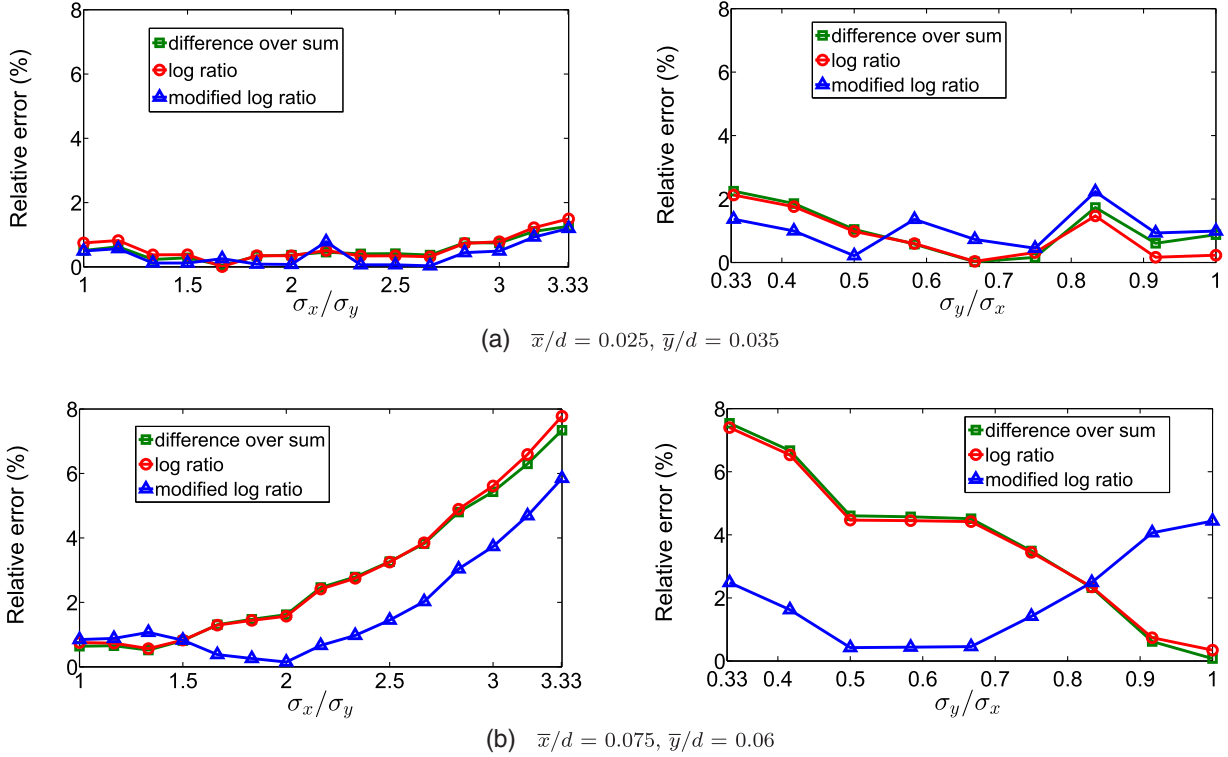 Relative error (%)
8
6
4
2
0
difference over sum
log ratio
modified log ratio
1 1.5 2 2.5 3 3.33
σx/σy
Relative error (%)
8
6
4
2
0
difference over sum
log ratio
modified log ratio
0.33 0.4 0.5 0.6 0.7 0.8 0.9 1
σy/σx
(a) x̅/d = 0.025, y̅/d = 0.035
Relative error (%)
8
6
4
2
0
difference over sum
log ratio
modified log ratio
1 1.5 2 2.5 3 3.33
σx/σy
Relative error (%)
8
6
4
2
0
difference over sum
log ratio
modified log ratio
0.33 0.4 0.5 0.6 0.7 0.8 0.9 1
σy/σx
(b) x̅/d = 0.075, y̅/d = 0.06